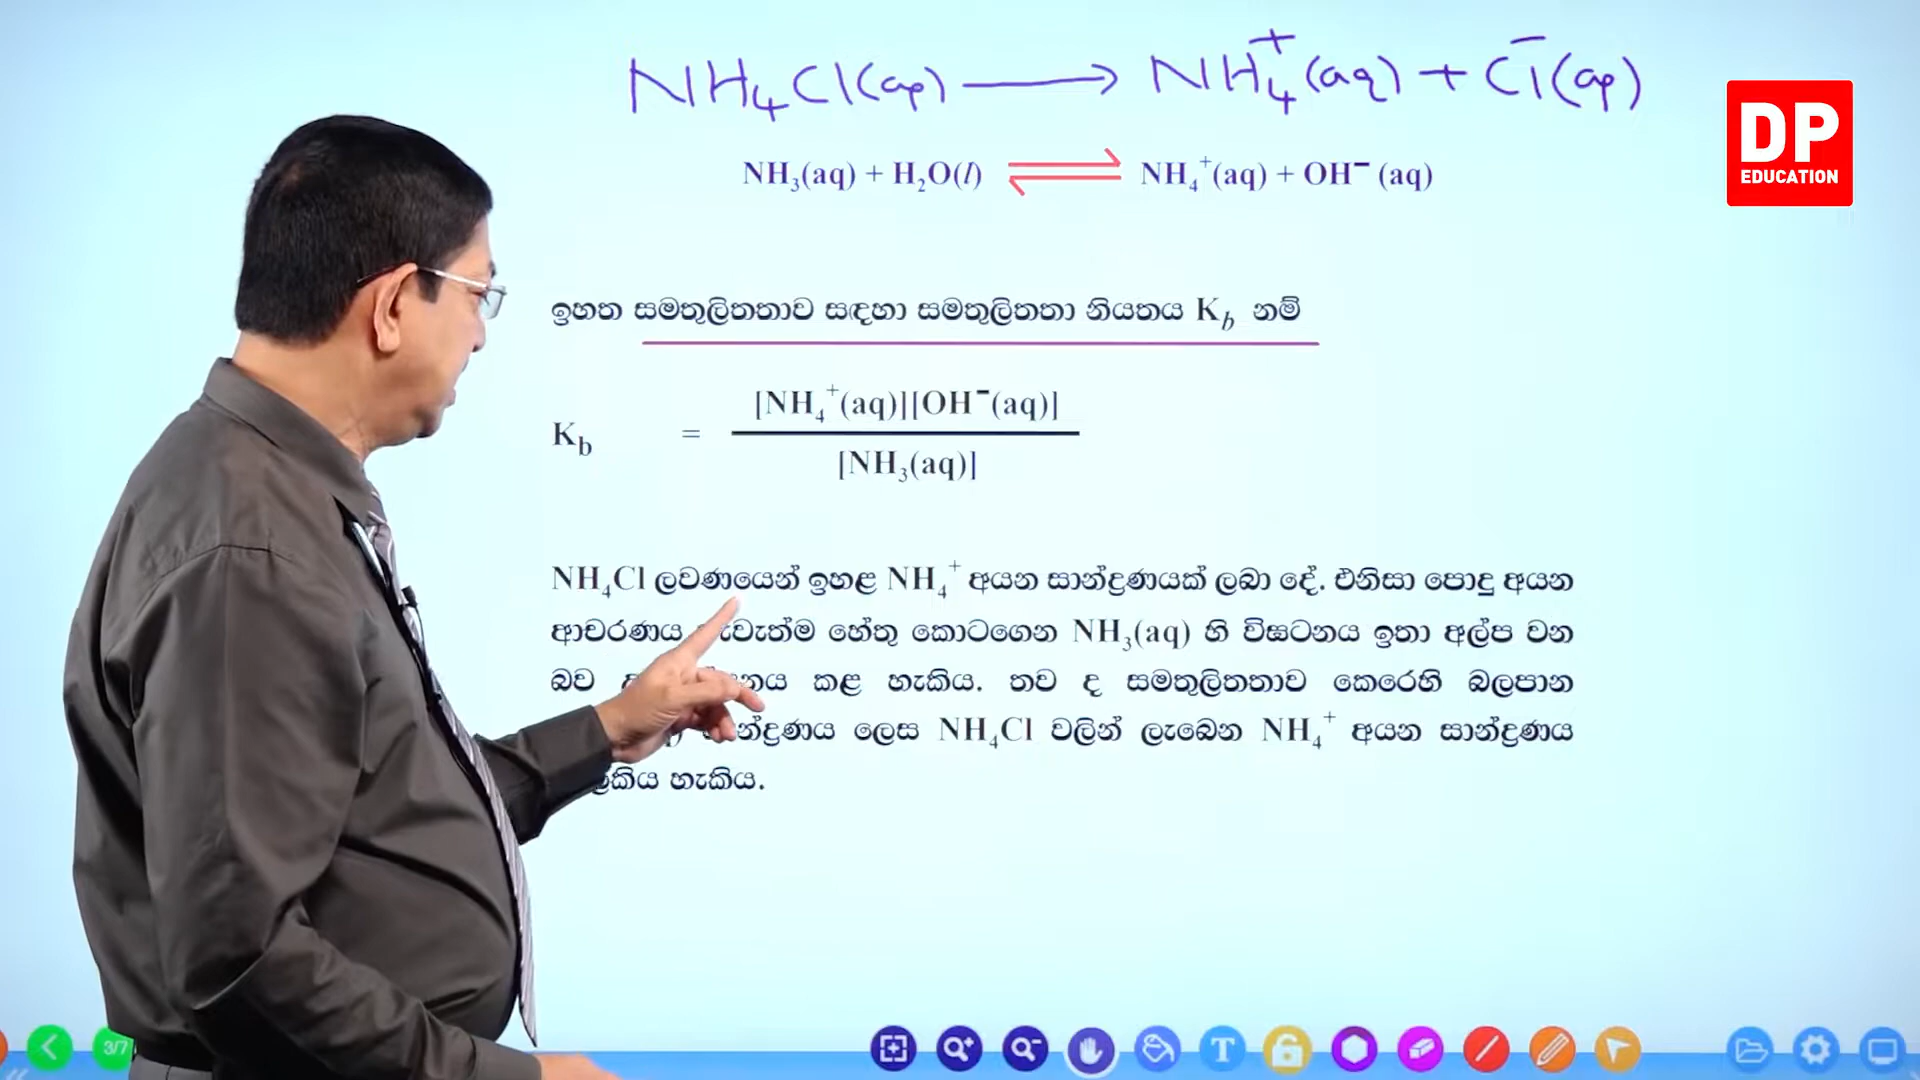 NH₄Cl(aq) ⟶ NH₄⁺(aq) + Cl⁻(aq)
DP
EDUCATION
NH₃(aq) + H₂O(l) ⇌ NH₄⁺(aq) + OH⁻ (aq)
ඉහත සමතුලිතතාව සඳහා සමතුලිතතා නියතය K_b නම්
K_b = [NH₄⁺(aq)][OH⁻(aq)]
[NH₃(aq)]
NH₄Cl ලවණයෙන් ඉහළ NH₄⁺ අයන සාන්ද්‍රණයක් ලබා දේ. එනිසා පොදු අයන
ආචරණය හේතු කොටගෙන NH₃(aq) හි විඝටනය ඉතා අල්ප වන
බව කළ හැකිය. තව ද සමතුලිතතාව කෙරෙහි බලපාන
ලෙස NH₄Cl වලින් ලැබෙන NH₄⁺ අයන සාන්ද්‍රණය
හැකිය.
3/7